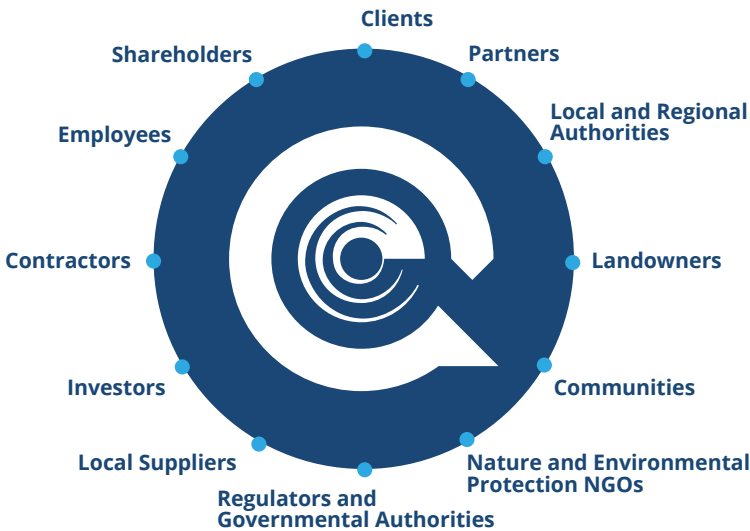 Clients
Shareholders
Partners
Local and Regional
Authorities
Employees
Contractors
Landowners
Investors
Communities
Local Suppliers
Nature and Environmental
Protection NGOs
Regulators and
Governmental Authorities